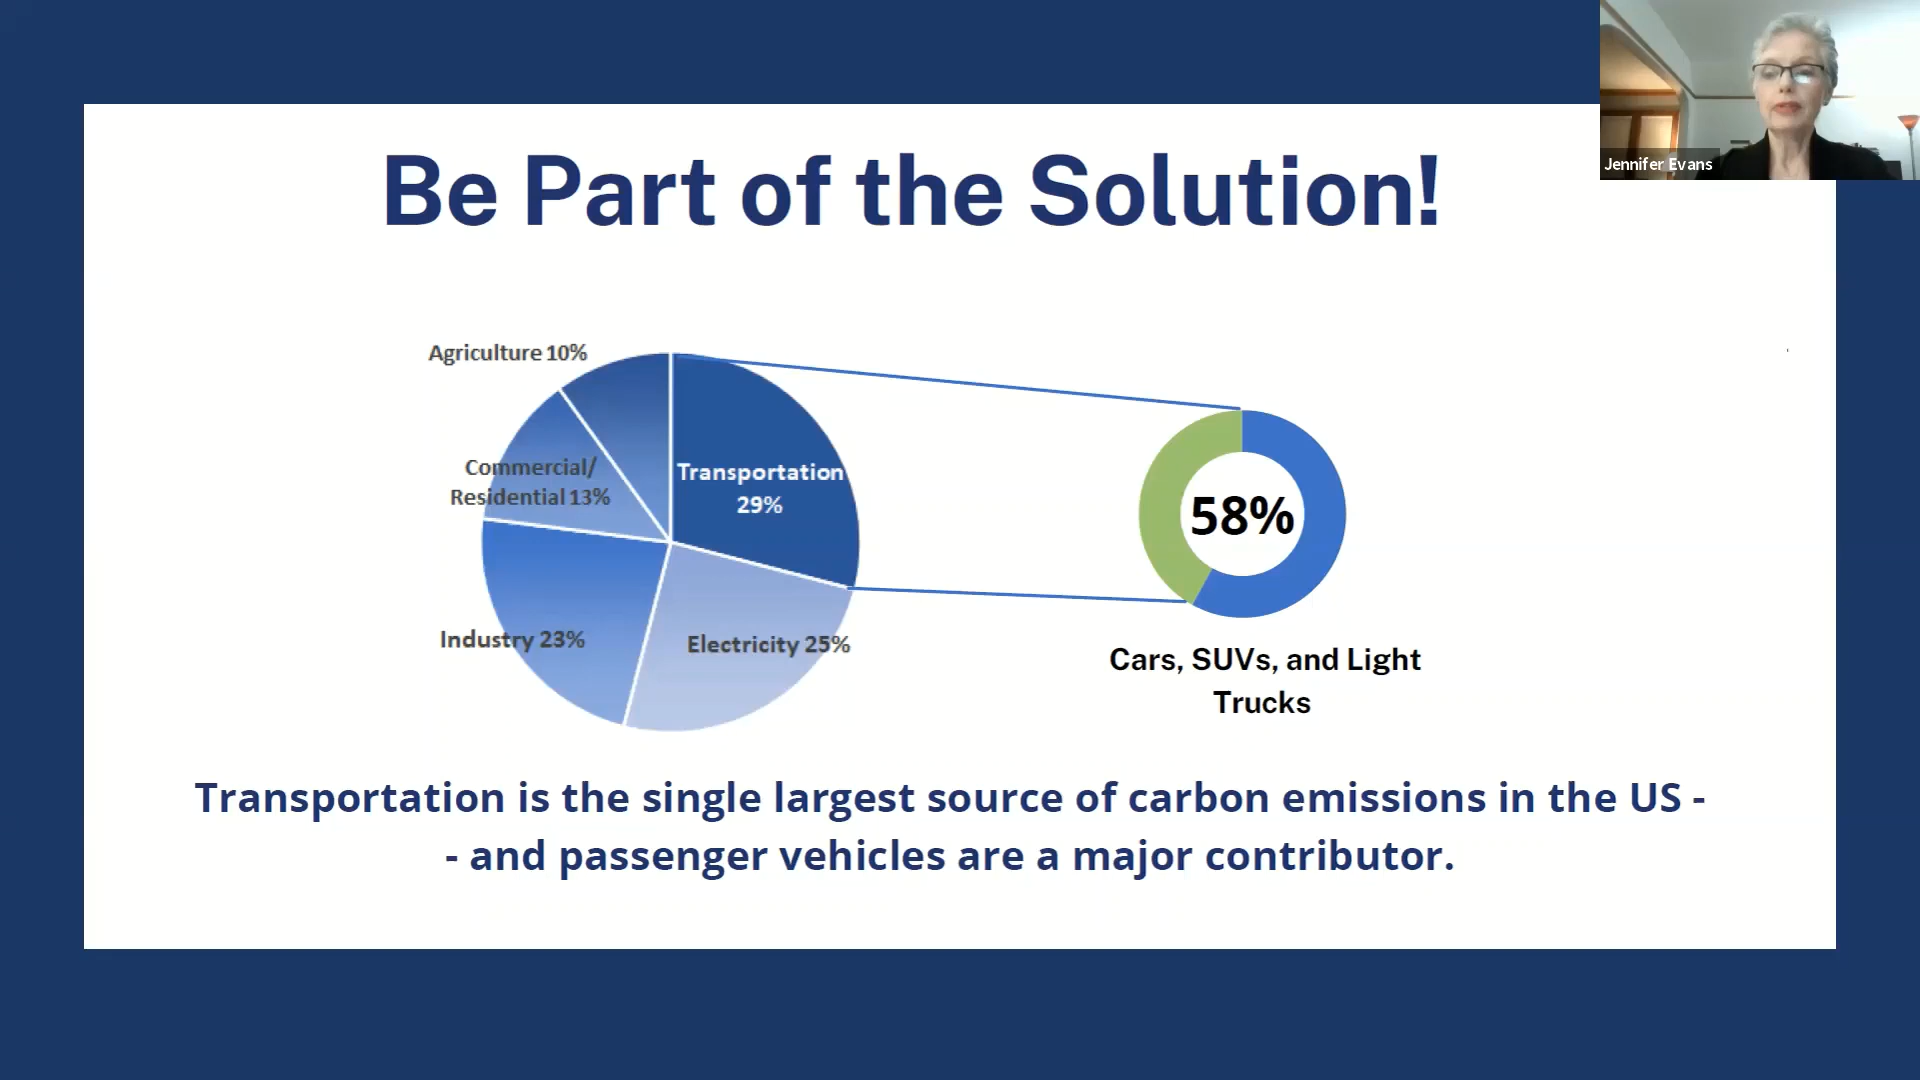 Be Part of the Solution!
Jennifer Evans
Agriculture 10%
Commercial/
Residential 13%
Transportation
29%
Industry 23%
Electricity 25%
58%
Cars, SUVs, and Light
Trucks
Transportation is the single largest source of carbon emissions in the US -
- and passenger vehicles are a major contributor.